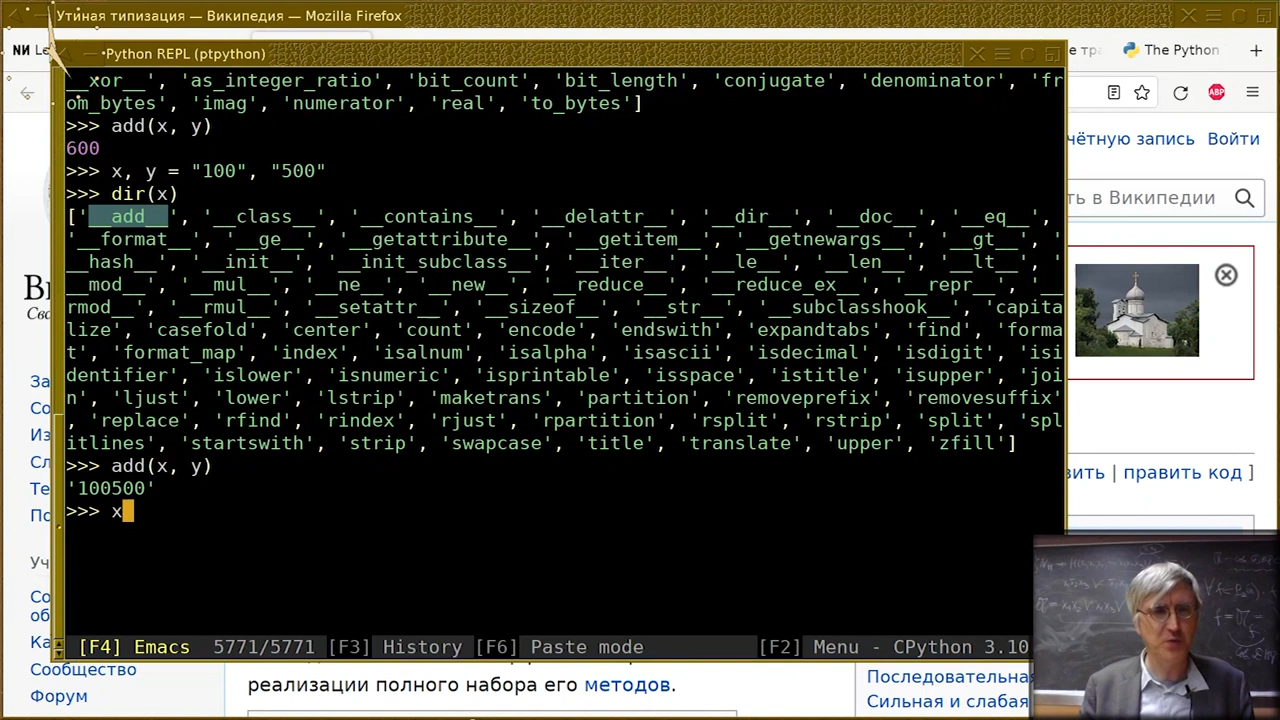 Утиная типизация — Википедия — Mozilla Firefox
Python REPL (ptpython)
The Python
__xor__', 'as_integer_ratio', 'bit_count', 'bit_length', 'conjugate', 'denominator', 'fr
om_bytes', 'imag', 'numerator', 'real', 'to_bytes']
>>> add(x, y)
600
>>> x, y = "100", "500"
>>> dir(x)
['__add__', '__class__', '__contains__', '__delattr__', '__dir__', '__doc__', '__eq__',
'__format__', '__ge__', '__getattribute__', '__getitem__', '__getnewargs__', '__gt__', '
__hash__', '__init__', '__init_subclass__', '__iter__', '__le__', '__len__', '__lt__', '
__mod__', '__mul__', '__ne__', '__new__', '__reduce__', '__reduce_ex__', '__repr__', '__
rmod__', '__rmul__', '__setattr__', '__sizeof__', '__str__', '__subclasshook__', 'capita
lize', 'casefold', 'center', 'count', 'encode', 'endswith', 'expandtabs', 'find', 'forma
t', 'format_map', 'index', 'isalnum', 'isalpha', 'isascii', 'isdecimal', 'isdigit', 'isi
dentifier', 'islower', 'isnumeric', 'isprintable', 'isspace', 'istitle', 'isupper', 'joi
n', 'ljust', 'lower', 'lstrip', 'maketrans', 'partition', 'removeprefix', 'removesuffix'
, 'replace', 'rfind', 'rindex', 'rjust', 'rpartition', 'rsplit', 'rstrip', 'split', 'spl
itlines', 'startswith', 'strip', 'swapcase', 'title', 'translate', 'upper', 'zfill']
>>> add(x, y)
'100500'
>>> x
[F4] Emacs 5771/5771 [F3] History [F6] Paste mode [F2] Menu - CPython 3.10
ABP
чётную запись Войти
ть в Википедии
вить | править код ]
Сообщество
Форум
реализации полного набора его методов.
Последовательная
Сильная и слабая